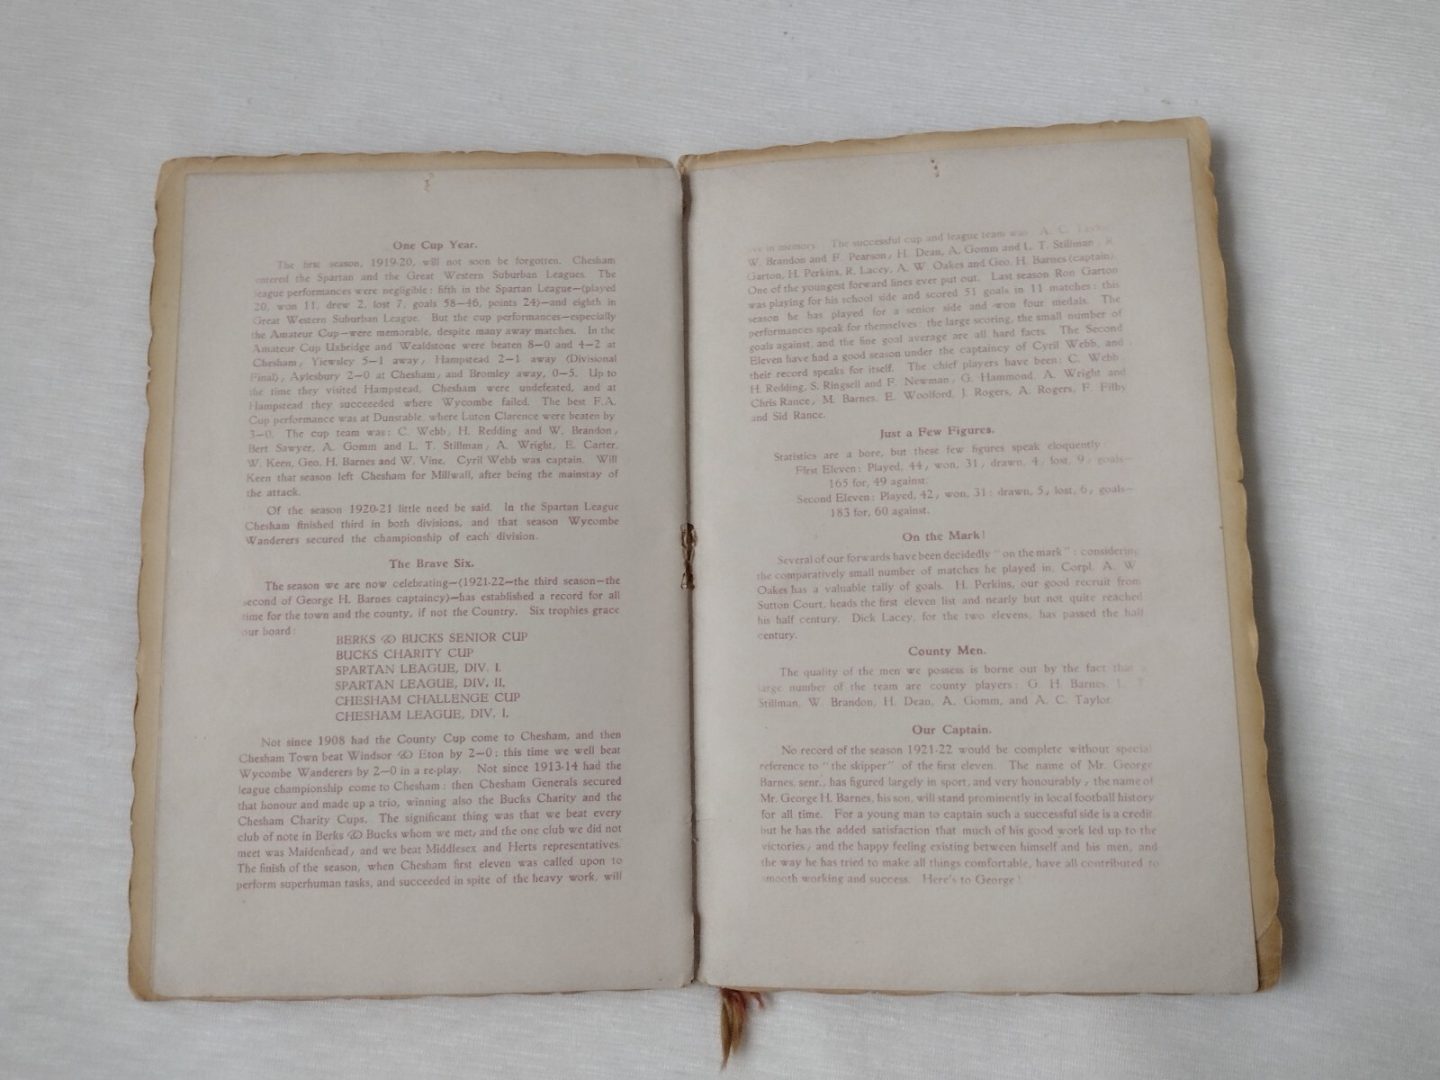 One Cup Year.
The first season, 1919-20, will not soon be forgotten. Chesham
entered the Spartan and the Great Western Suburban Leagues. The
league performances were negligible: fifth in the Spartan League—(played
20, won 11, drew 2, lost 7, goals 58—46, points 24)—and eighth in
Great Western Suburban League. But the cup performances—especially
the Amateur Cup—were memorable, despite many away matches. In the
Amateur Cup Uxbridge and Wealdstone were beaten 8—0 and 4—2 at
Chesham, Yiewsley 5—1 away, Hampstead 2—1 away (Divisional
Final), Aylesbury 2—0 at Chesham, and Bromley away, 0—5. Up to
the time they visited Hampstead, Chesham were undefeated, and at
Hampstead they succeeeded where Wycombe failed. The best F.A.
Cup performance was at Dunstable, where Luton Clarence were beaten by
3—0. The cup team was: C. Webb, H. Redding and W. Brandon,
Bert Sawyer, A. Gomm and L. T. Stillman, A. Wright, E. Carter,
W. Keen, Geo. H. Barnes and W. Vine. Cyril Webb was captain. Will
Keen that season left Chesham for Millwall, after being the mainstay of
the attack.
Of the season 1920-21 little need be said. In the Spartan League
Chesham finished third in both divisions, and that season Wycombe
Wanderers secured the championship of each division.
The Brave Six.
The season we are now celebrating—(1921-22—the third season—the
second of George H. Barnes captaincy)—has established a record for all
time for the town and the county, if not the Country. Six trophies grace
our board:
BERKS & BUCKS SENIOR CUP
BUCKS CHARITY CUP
SPARTAN LEAGUE, DIV. I.
SPARTAN LEAGUE, DIV. II.
CHESHAM CHALLENGE CUP
CHESHAM LEAGUE, DIV. I.
Not since 1908 had the County Cup come to Chesham, and then
Chesham Town beat Windsor & Eton by 2—0; this time we well beat
Wycombe Wanderers by 2—0 in a re-play. Not since 1913-14 had the
league championship come to Chesham: then Chesham Generals secured
that honour and made up a trio, winning also the Bucks Charity and the
Chesham Charity Cups. The significant thing was that we beat every
club of note in Berks & Bucks whom we met, and the one club we did not
meet was Maidenhead, and we beat Middlesex and Herts representatives.
The finish of the season, when Chesham first eleven was called upon to
perform superhuman tasks, and succeeded in spite of the heavy work, will
live in memory. The successful cup and league team was: A. C. Taylor,
W. Brandon and F. Pearson, H. Dean, A. Gomm and L. T. Stillman, R.
Garton, H. Perkins, R. Lacey, A. W. Oakes and Geo. H. Barnes (captain).
One of the youngest forward lines ever put out. Last season Ron Garton
was playing for his school side and scored 51 goals in 11 matches: this
season he has played for a senior side and won four medals. The
performances speak for themselves: the large scoring, the small number of
goals against, and the fine goal average are all hard facts. The Second
Eleven have had a good season under the captaincy of Cyril Webb, and
their record speaks for itself. The chief players have been: C. Webb,
H. Redding, S. Ringsell and F. Newman, G. Hammond, A. Wright and
Chris Rance, M. Barnes, E. Woolford, J. Rogers, A. Rogers, F. Filby
and Sid Rance.
Just a Few Figures.
Statistics are a bore, but these few figures speak eloquently:
First Eleven: Played, 44, won, 31, drawn, 4, lost, 9, goals—
165 for, 49 against.
Second Eleven: Played, 42, won, 31: drawn, 5, lost, 6, goals—
183 for, 60 against.
On the Mark!
Several of our forwards have been decidedly "on the mark": considering
the comparatively small number of matches he played in, Corpl. A. W.
Oakes has a valuable tally of goals. H. Perkins, our good recruit from
Sutton Court, heads the first eleven list and nearly but not quite reached
his half century. Dick Lacey, for the two elevens, has passed the half
century.
County Men.
The quality of the men we possess is borne out by the fact that a
large number of the team are county players: G. H. Barnes, L. T.
Stillman, W. Brandon, H. Dean, A. Gomm, and A. C. Taylor.
Our Captain.
No record of the season 1921-22 would be complete without special
reference to "the skipper" of the first eleven. The name of Mr. George
Barnes, senr., has figured largely in sport, and very honourably, the name of
Mr. George H. Barnes, his son, will stand prominently in local football history
for all time. For a young man to captain such a successful side is a credit,
but he has the added satisfaction that much of his good work led up to the
victories, and the happy feeling existing between himself and his men, and
the way he has tried to make all things comfortable, have all contributed to
smooth working and success. Here's to George!